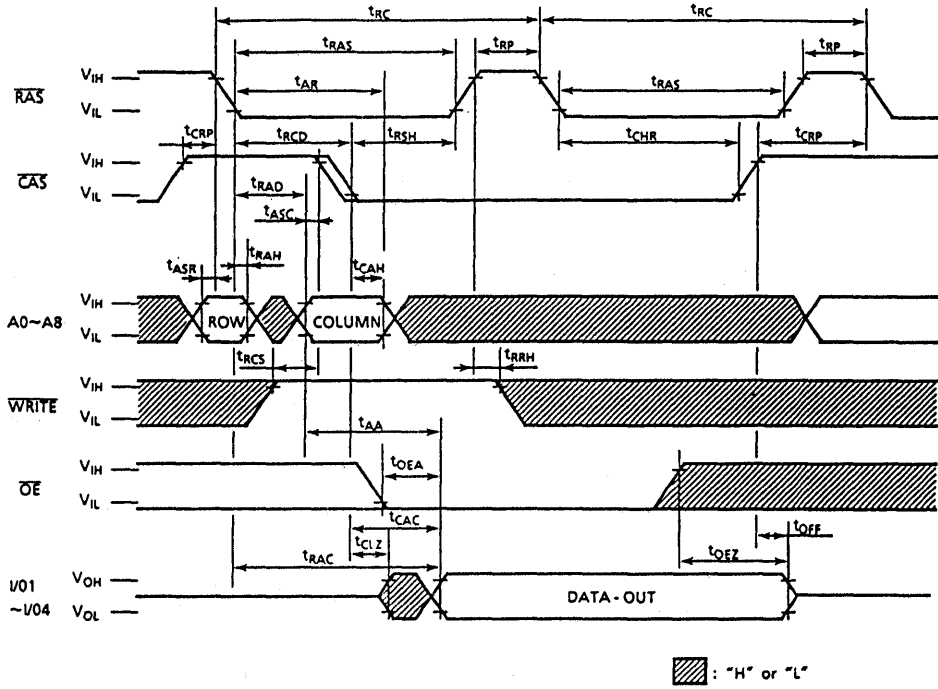 tRC tRC
tRAS tRP tRP
RAS VIH tAR tRAS
VIL
tCRP tRCD tRSH tCHR tCRP
CAS VIH
VIL tRAD
tASC
tASR tRAH tCAH
A0~A8 VIH ROW COLUMN
VIL
tRCS tRRH
WRITE VIH
VIL
tAA
OE VIH tOEA
VIL
tCAC
tCLZ tOFF
tRAC tOEZ
I/01 ~I/04 VOH DATA-OUT
VOL
: "H" or "L"